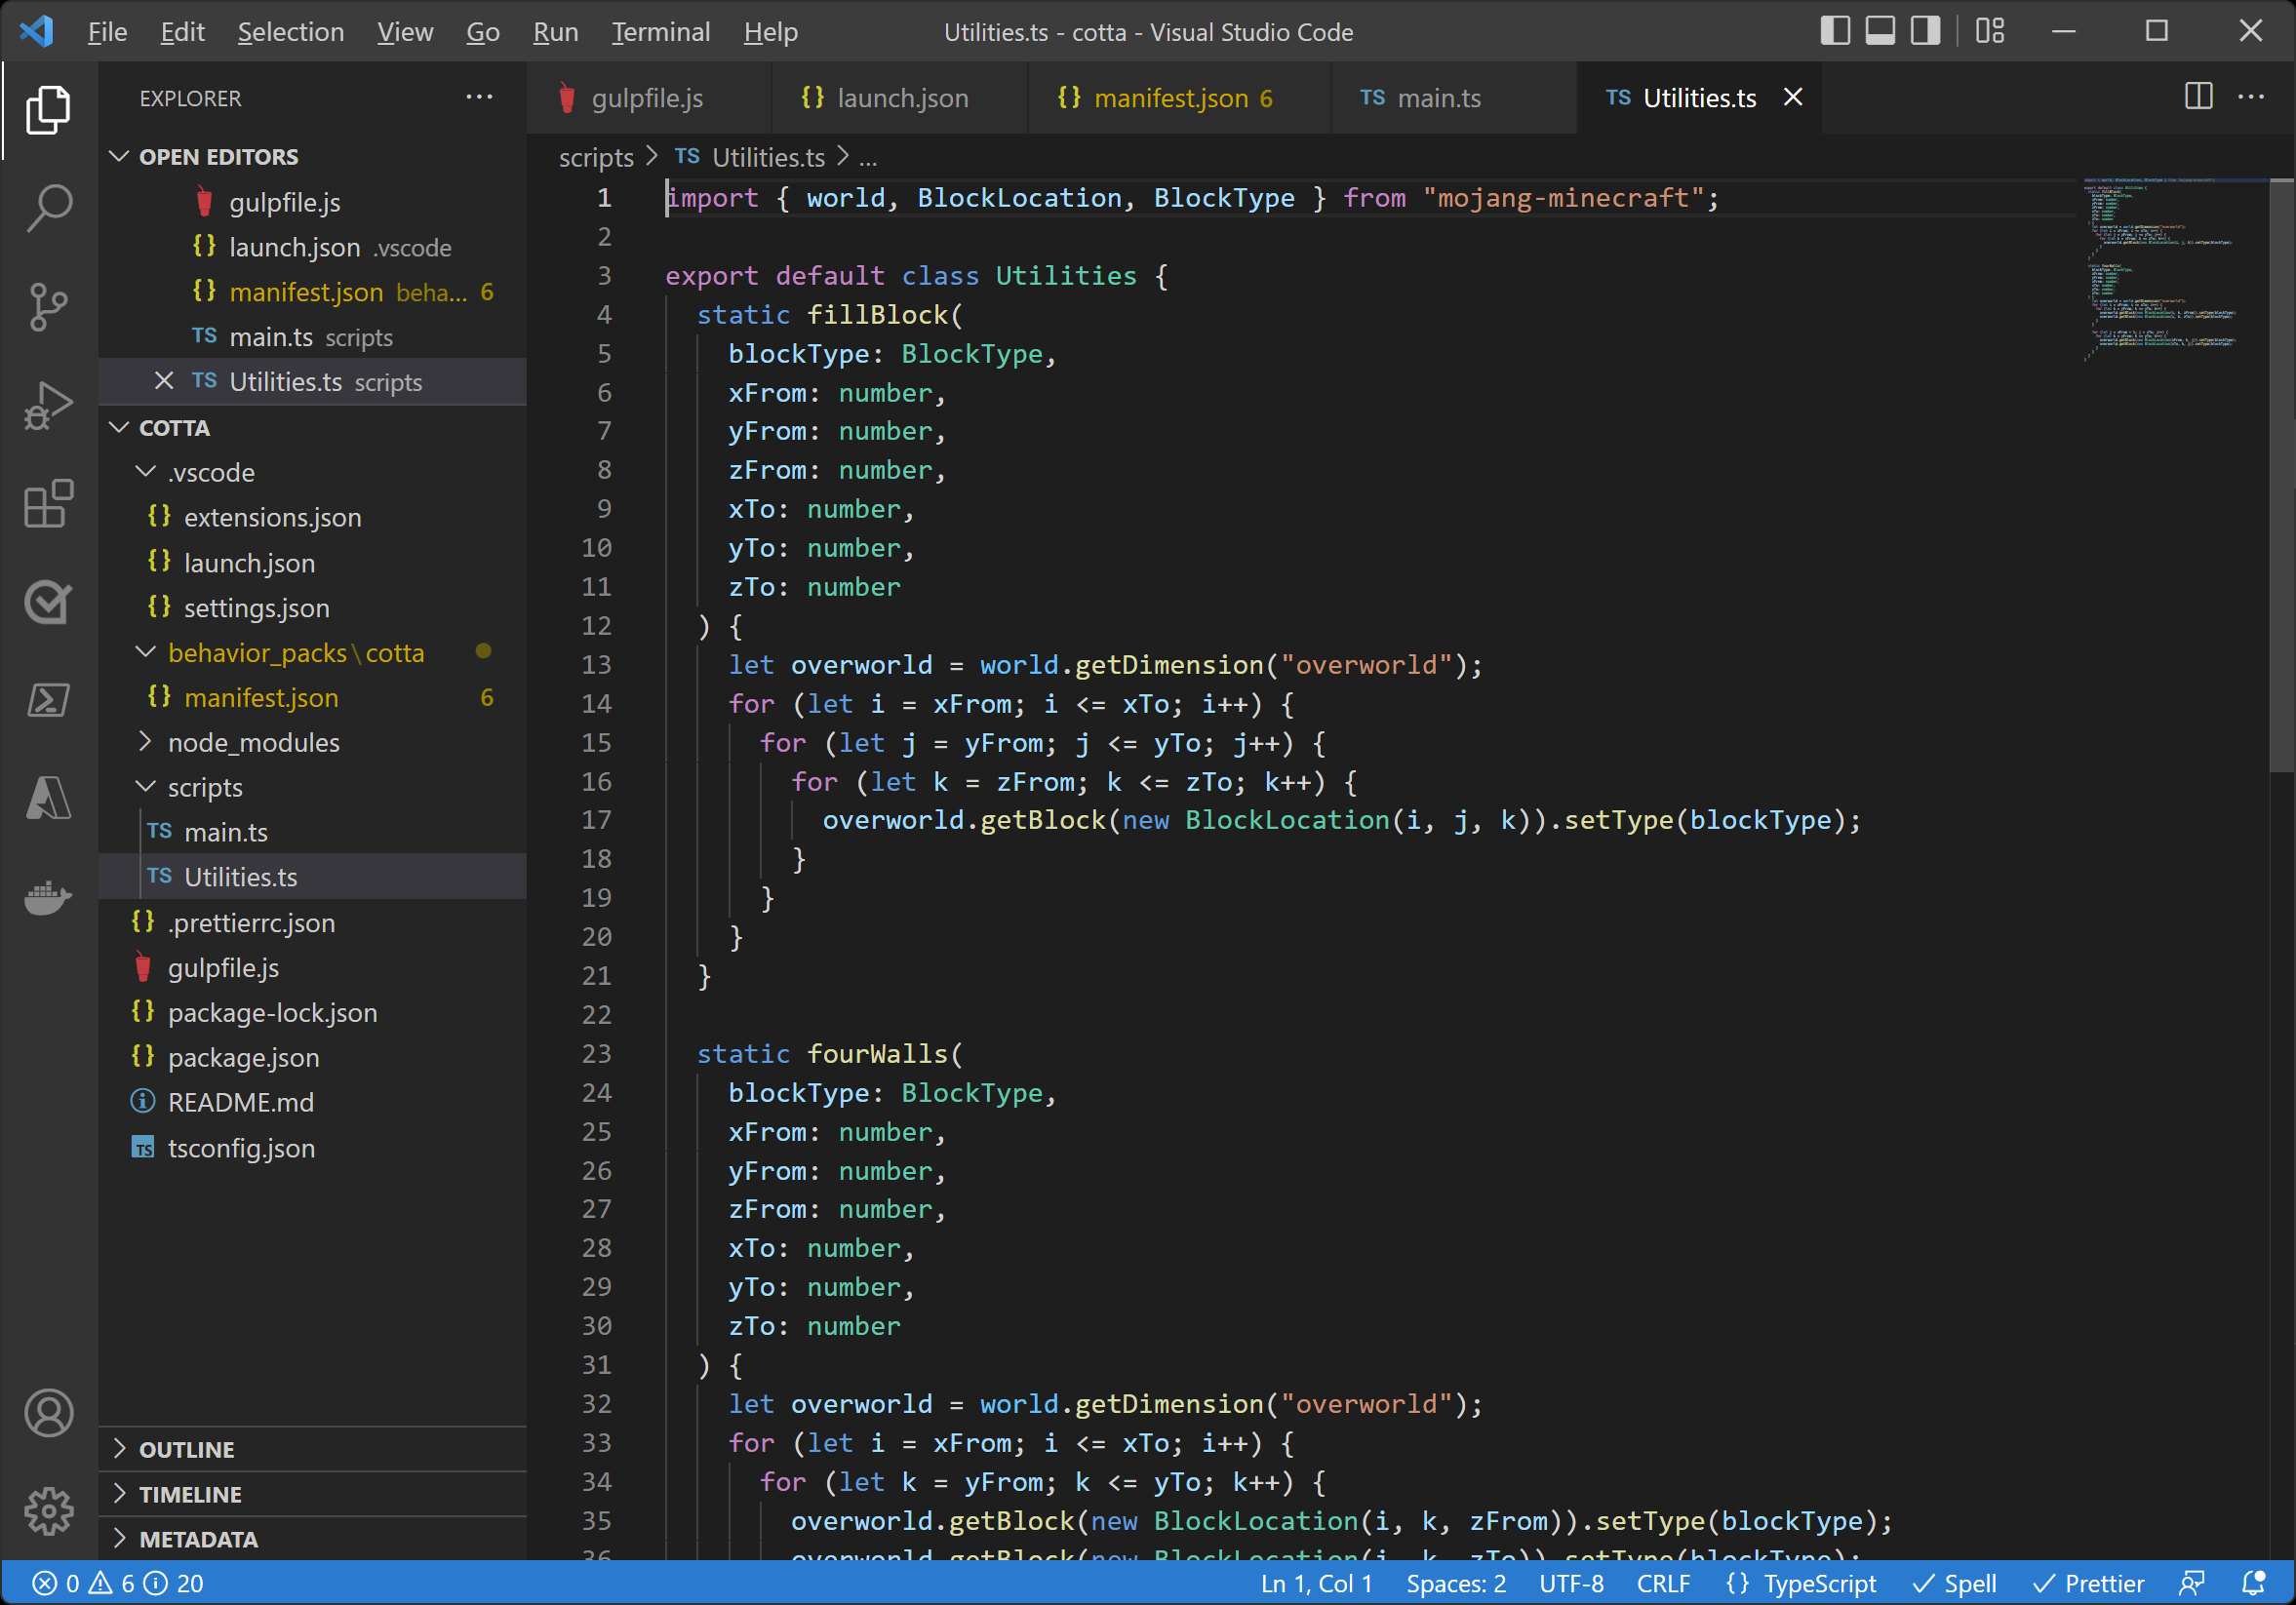 File Edit Selection View Go Run Terminal Help Utilities.ts - cotta - Visual Studio Code
EXPLORER
OPEN EDITORS
gulpfile.js
launch.json .vscode
manifest.json beha... 6
main.ts scripts
Utilities.ts scripts
COTTA
.vscode
extensions.json
launch.json
settings.json
behavior_packs\cotta
manifest.json 6
node_modules
scripts
TS main.ts
TS Utilities.ts
.prettierrc.json
gulpfile.js
package-lock.json
package.json
README.md
tsconfig.json
OUTLINE
TIMELINE
METADATA
gulpfile.js {} launch.json {} manifest.json 6 TS main.ts TS Utilities.ts
scripts > TS Utilities.ts > ...
1 import { world, BlockLocation, BlockType } from "mojang-minecraft";
2
3 export default class Utilities {
4 static fillBlock(
5 blockType: BlockType,
6 xFrom: number,
7 yFrom: number,
8 zFrom: number,
9 xTo: number,
10 yTo: number,
11 zTo: number
12 ) {
13 let overworld = world.getDimension("overworld");
14 for (let i = xFrom; i <= xTo; i++) {
15 for (let j = yFrom; j <= yTo; j++) {
16 for (let k = zFrom; k <= zTo; k++) {
17 overworld.getBlock(new BlockLocation(i, j, k)).setType(blockType);
18 }
19 }
20 }
21 }
22
23 static fourWalls(
24 blockType: BlockType,
25 xFrom: number,
26 yFrom: number,
27 zFrom: number,
28 xTo: number,
29 yTo: number,
30 zTo: number
31 ) {
32 let overworld = world.getDimension("overworld");
33 for (let i = xFrom; i <= xTo; i++) {
34 for (let k = yFrom; k <= yTo; k++) {
35 overworld.getBlock(new BlockLocation(i, k, zFrom)).setType(blockType);
36 overworld.getBlock(new BlockLocation(i, k, zTo)).setType(blockType);
0 6 20 Ln 1, Col 1 Spaces: 2 UTF-8 CRLF {} TypeScript Spell Prettier